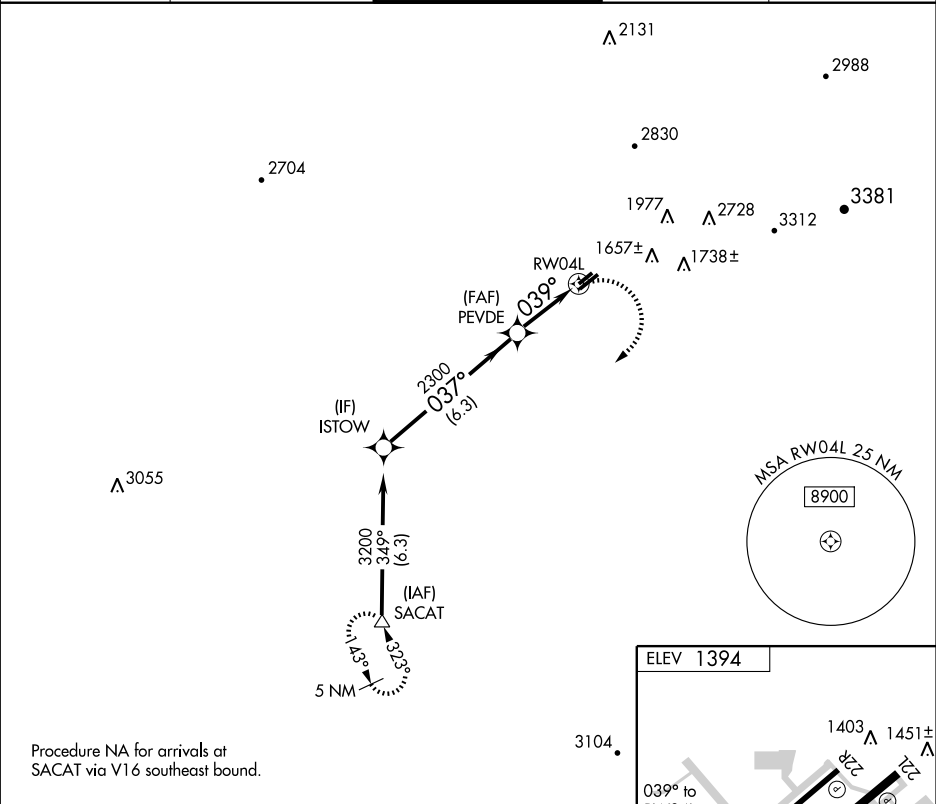 2131
2988
2830
2704
3381
1977
2728
3312
1657±
1738±
RW04L
039°
(FAF)
PEVDE
2300
037°
(6.3)
(IF)
ISTOW
MSA RW04L 25 NM
8900
3055
3200
349°
(6.3)
(IAF)
SACAT
143°
323°
5 NM
ELEV 1394
3104
1403
1451±
22R
22L
P
P
039° to
Procedure NA for arrivals at
SACAT via V16 southeast bound.